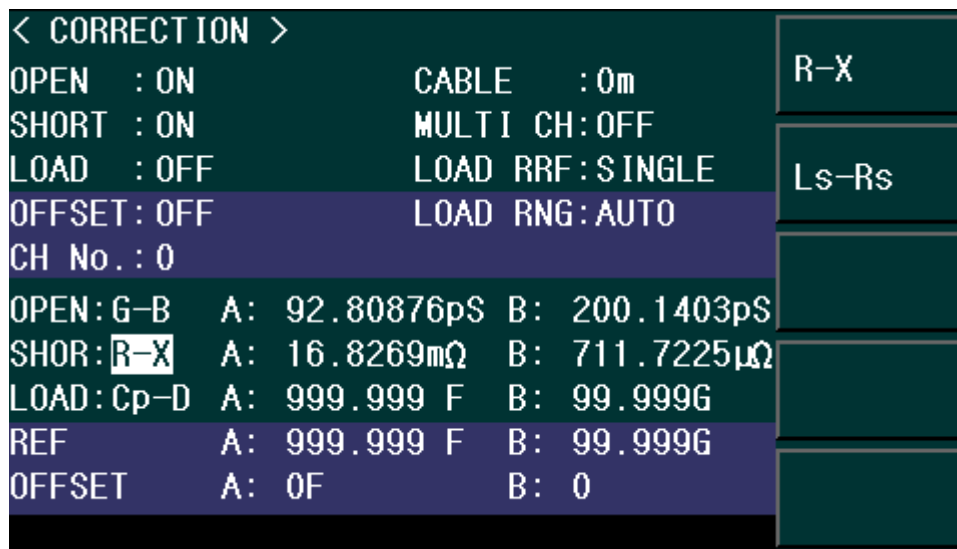 < CORRECTION >
OPEN : ON CABLE : 0m
SHORT : ON MULTI CH: OFF
LOAD : OFF LOAD RRF: SINGLE
OFFSET: OFF LOAD RNG: AUTO
CH No.: 0
OPEN: G-B A: 92.80876pS B: 200.1403pS
SHOR: R-X A: 16.8269mΩ B: 711.7225µΩ
LOAD: Cp-D A: 999.999 F B: 99.999G
REF A: 999.999 F B: 99.999G
OFFSET A: 0F B: 0
R-X
Ls-Rs